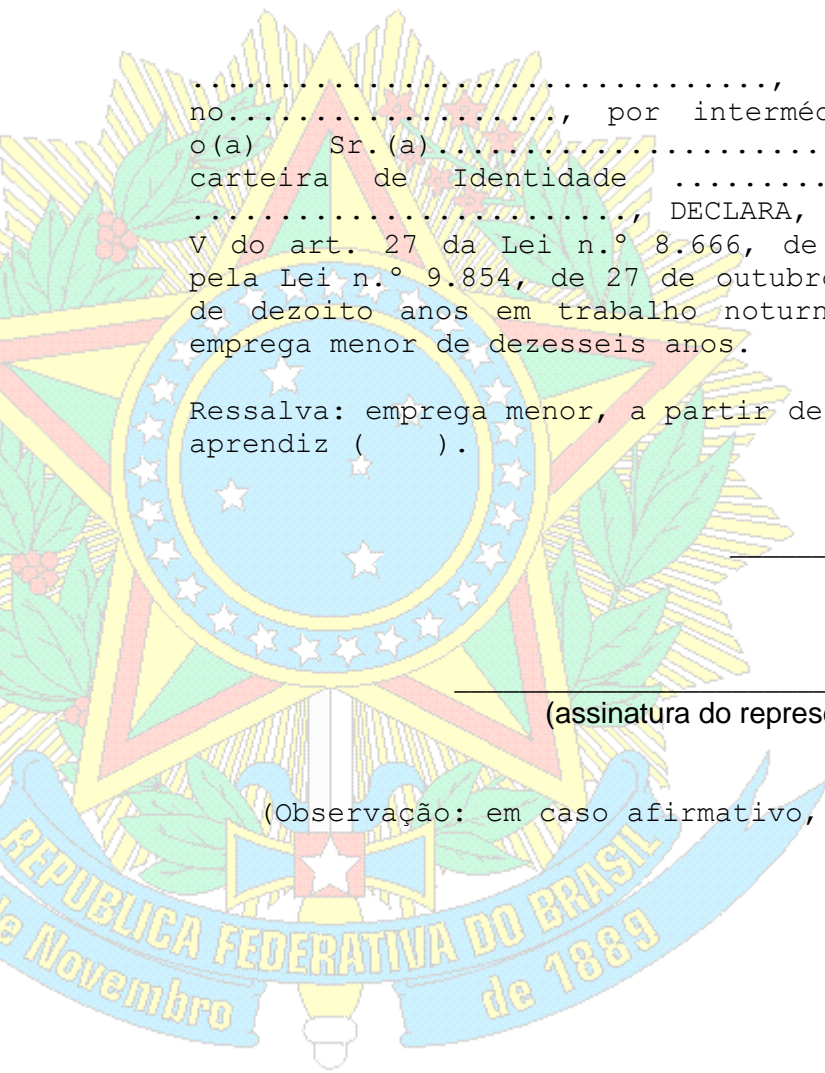 ................................., 
no..................., por interméd
o(a) Sr.(a).......................
carteira de Identidade .........
........................., DECLARA,
V do art. 27 da Lei n.º 8.666, de
pela Lei n.º 9.854, de 27 de outubr
de dezoito anos em trabalho noturn
emprega menor de dezesseis anos.
Ressalva: emprega menor, a partir de
aprendiz ( ).
(assinatura do repres
(Observação: em caso afirmativo,
REPUBLICA FEDERATIVA DO BRASIL
de Novembro de 1889